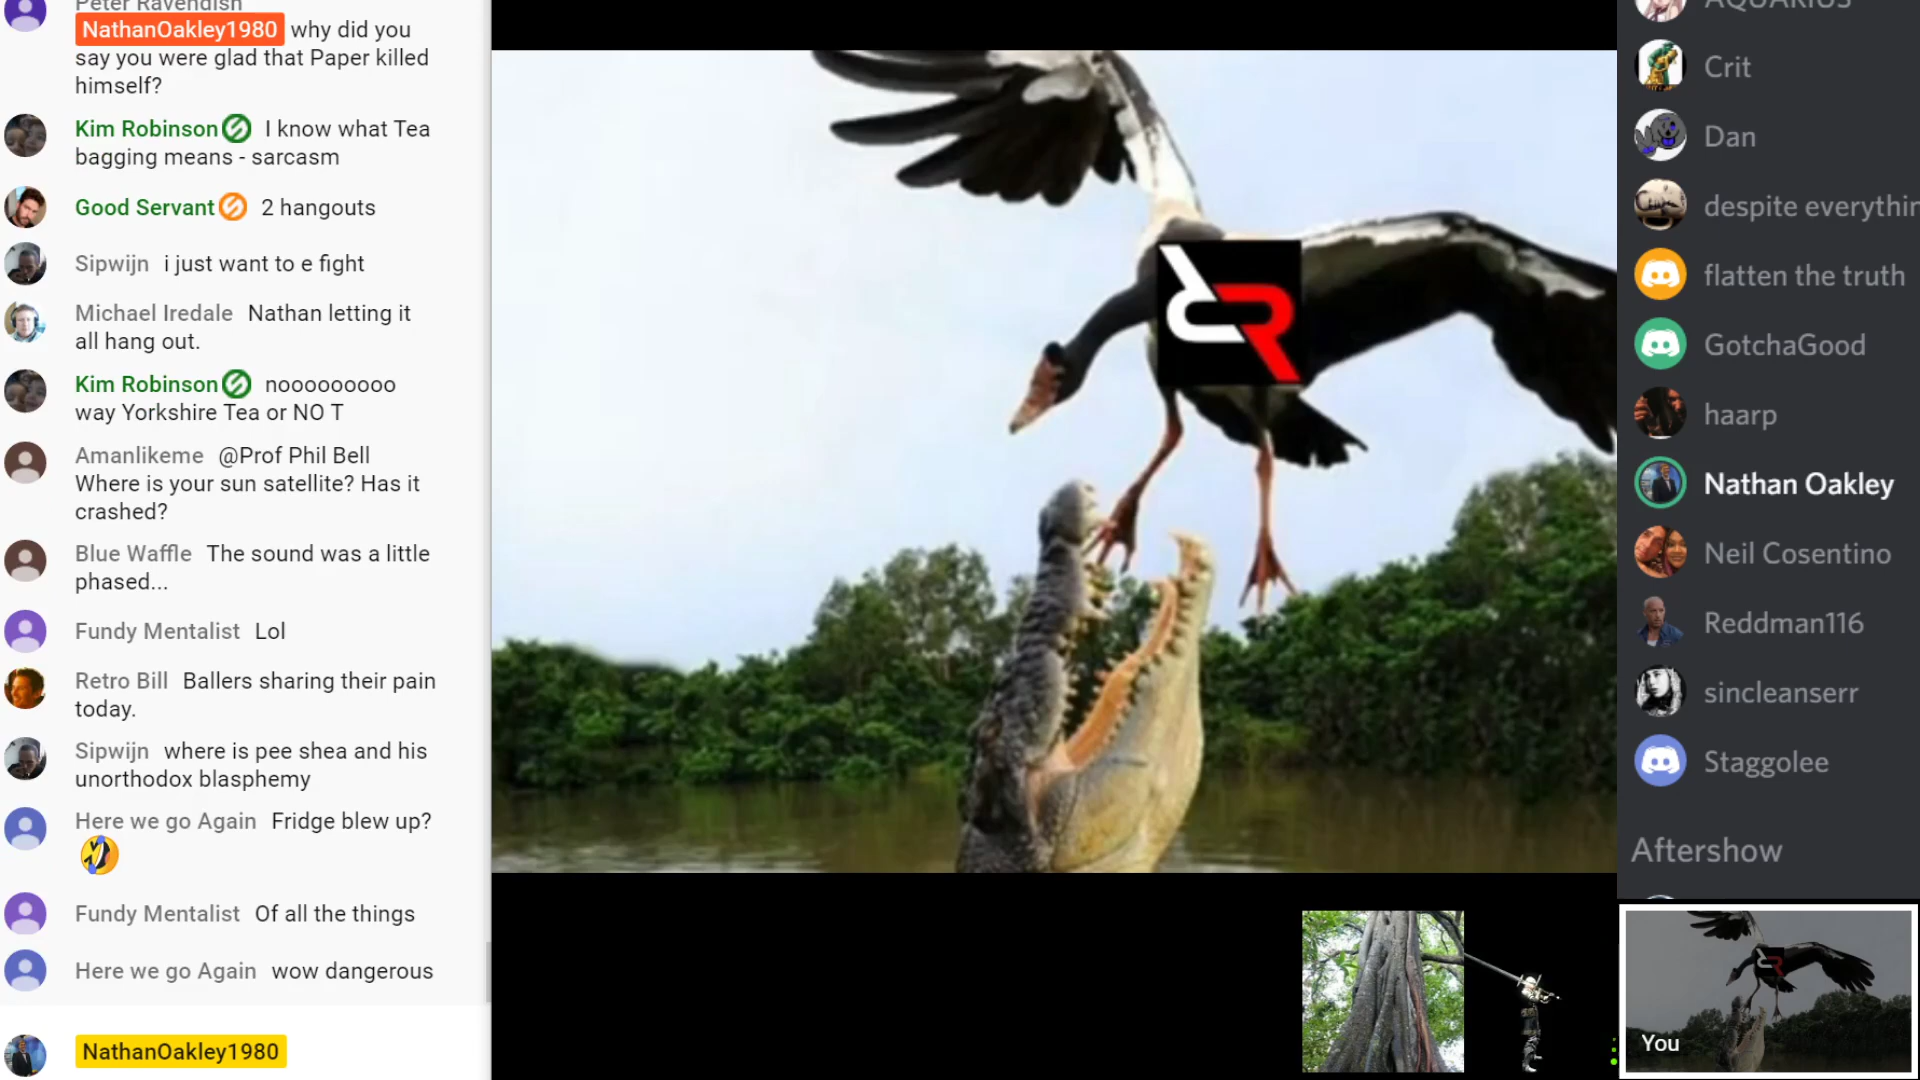 Peter Ravendish
NathanOakley1980 why did you
say you were glad that Paper killed
himself?
Kim Robinson I know what Tea
bagging means - sarcasm
Good Servant 2 hangouts
Sipwijn i just want to e fight
Michael Iredale Nathan letting it
all hang out.
Kim Robinson nooooooooo
way Yorkshire Tea or NO T
Amanlikeme @Prof Phil Bell
Where is your sun satellite? Has it
crashed?
Blue Waffle The sound was a little
phased...
Fundy Mentalist Lol
Retro Bill Ballers sharing their pain
today.
Sipwijn where is pee shea and his
unorthodox blasphemy
Here we go Again Fridge blew up?
Fundy Mentalist Of all the things
Here we go Again wow dangerous
NathanOakley1980
AQUARIUS
Crit
Dan
despite everythin
flatten the truth
GotchaGood
haarp
Nathan Oakley
Neil Cosentino
Reddman116
sincleanserr
Staggolee
Aftershow
You